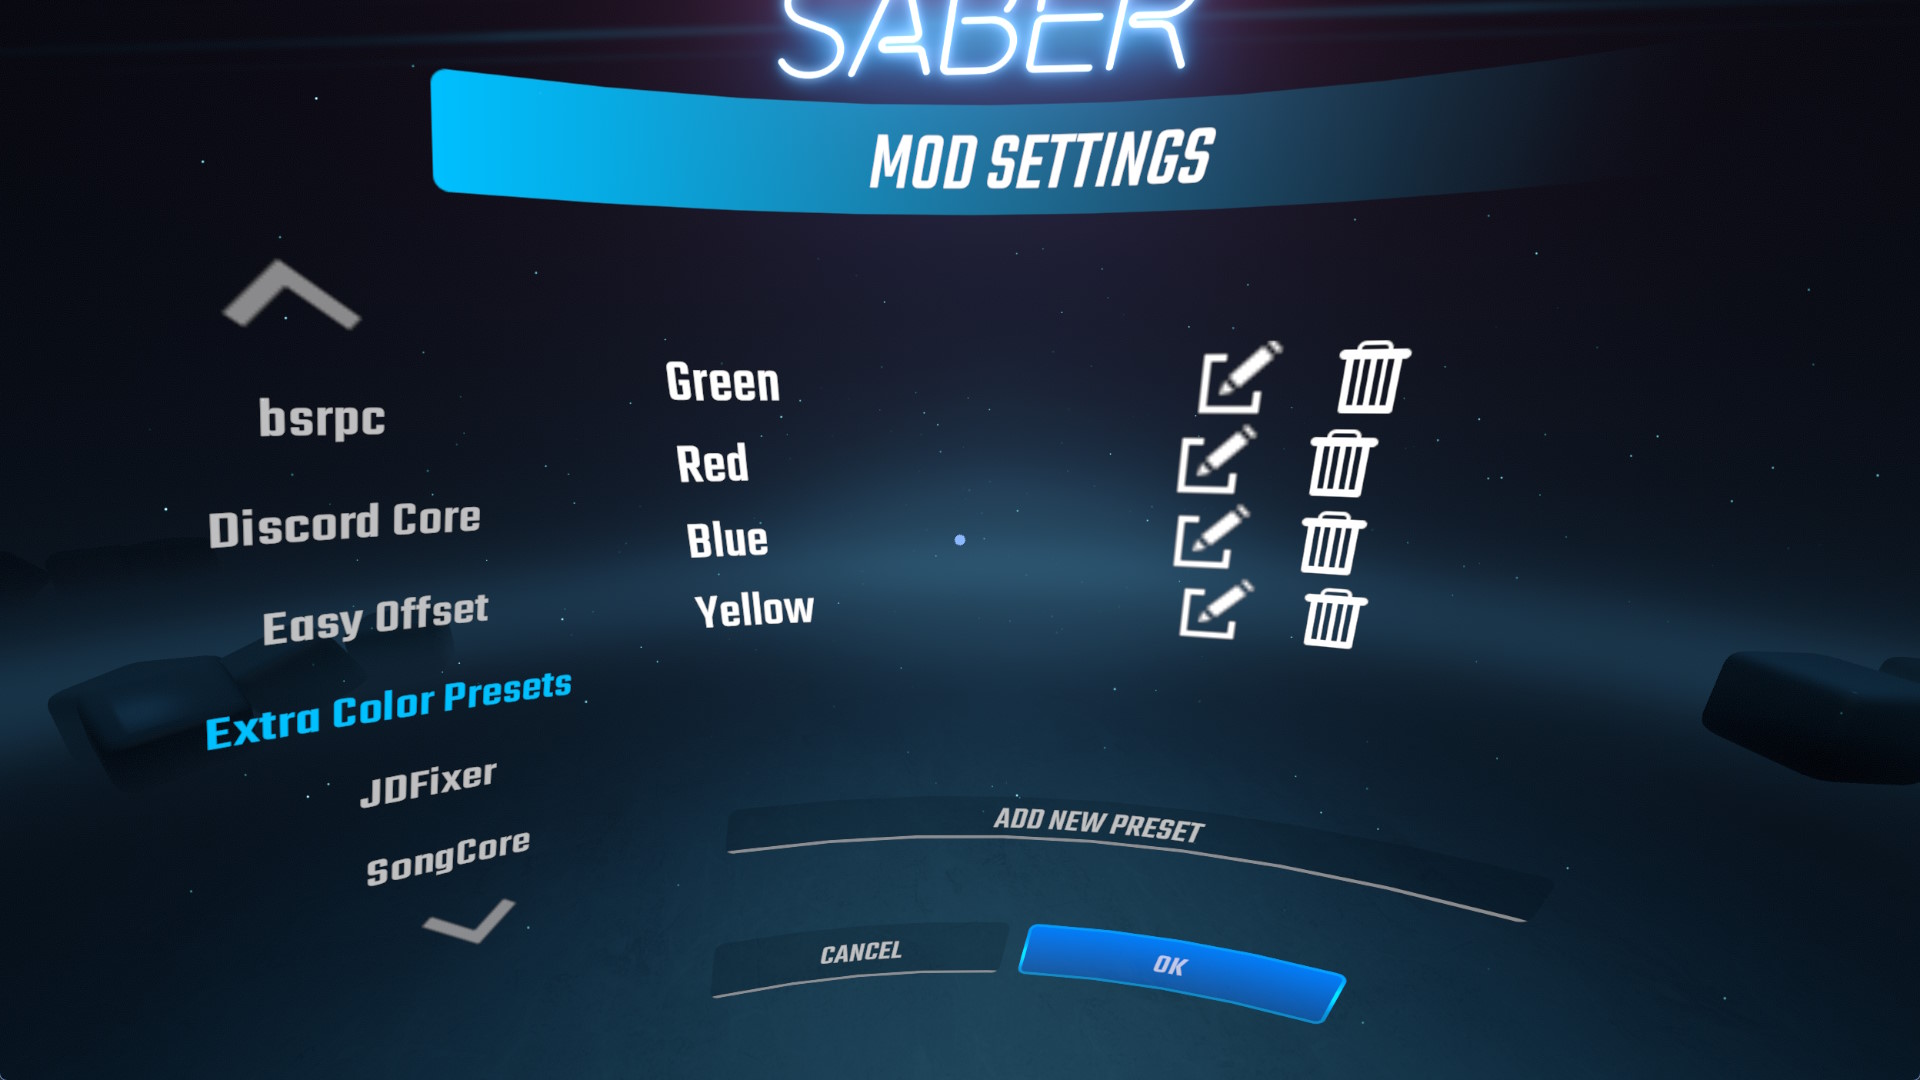 SABER
MOD SETTINGS
bsrpc
Discord Core
Easy Offset
Extra Color Presets
JDFixer
SongCore
Green
Red
Blue
Yellow
ADD NEW PRESET
CANCEL
OK